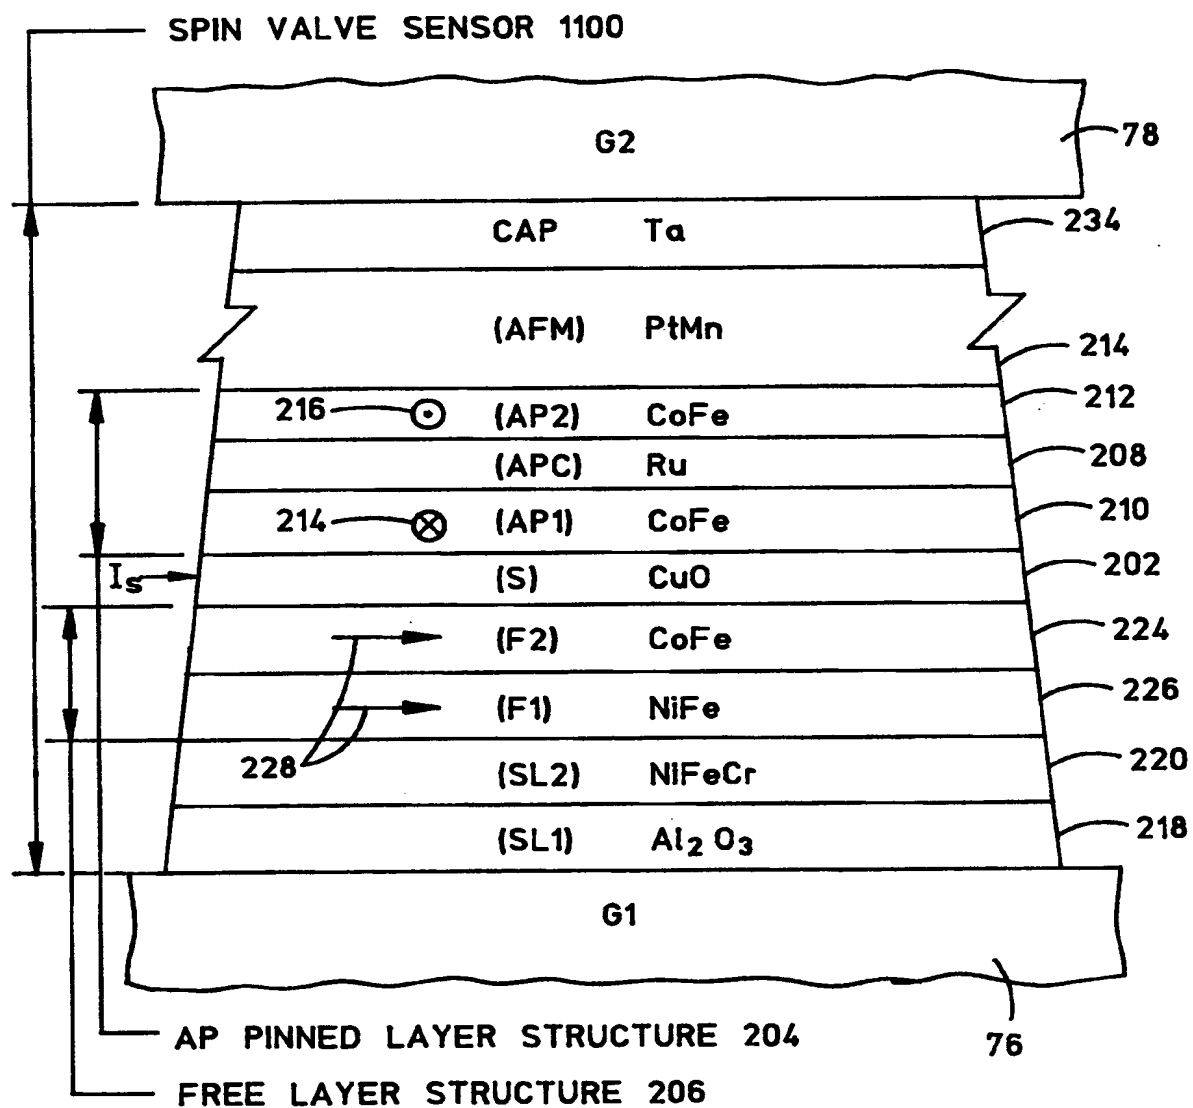 SPIN VALVE SENSOR 1100
G2
78
CAP Ta
234
(AFM) PtMn
214
212
216 (AP2) CoFe
(APC) Ru
208
214 (AP1) CoFe
210
Is (S) CuO
202
(F2) CoFe
224
(F1) NiFe
226
228
(SL2) NiFeCr
220
(SL1) Al2O3
218
G1
AP PINNED LAYER STRUCTURE 204
76
FREE LAYER STRUCTURE 206